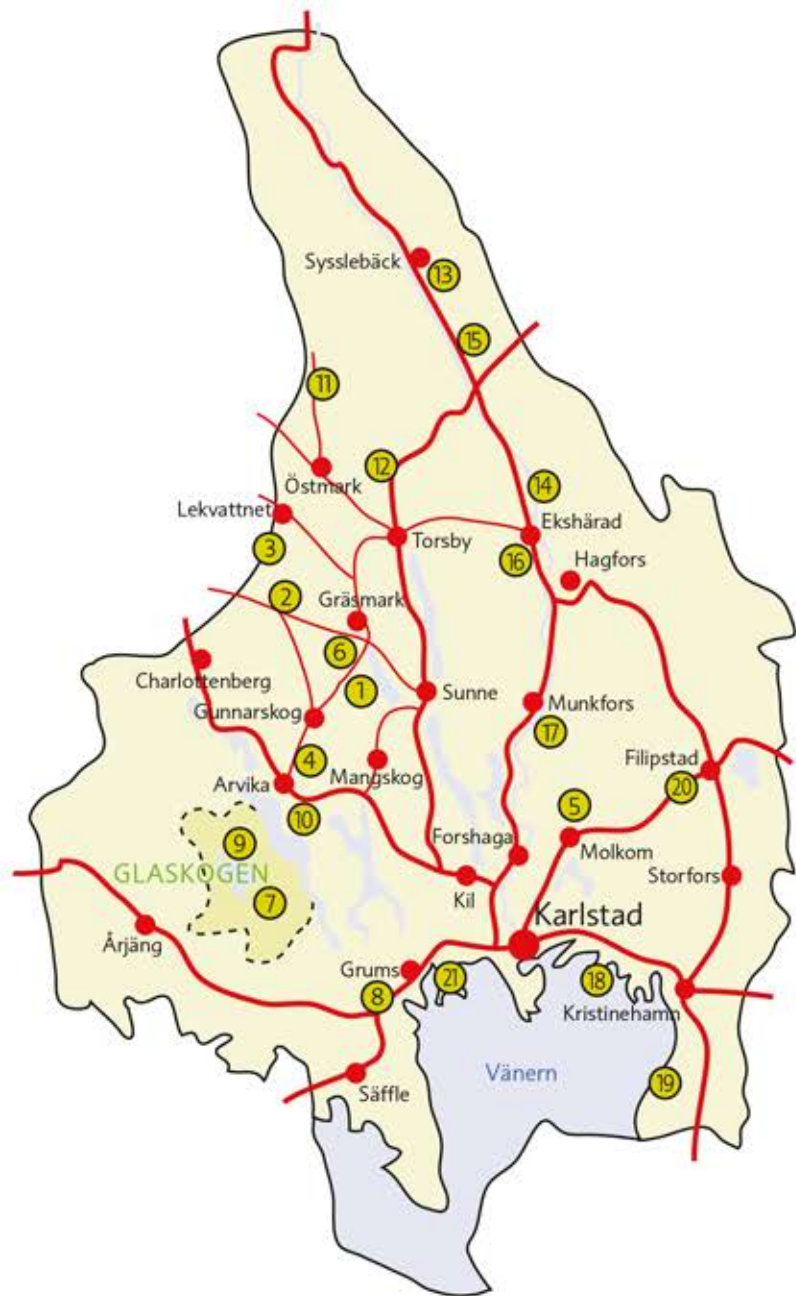 Sysslebäck
13
15
11
12
Östmark
14
Lekvattnet
Torsby
Ekshärad
3
16
Hagfors
2
Gräsmark
6
Charlottenberg
1
Sunne
Gunnarskog
Munkfors
17
4
Mangskog
Filipstad
Arvika
20
10
5
9
Forshaga
Molkom
GLASKOGEN
Storfors
7
Kil
Karlstad
Årjäng
Grums
21
18
8
Kristinehamn
Vänern
19
Säffle